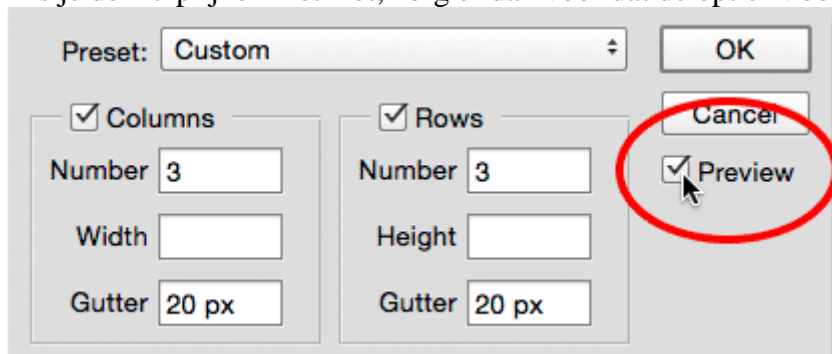 Preset: Custom OK
Columns Rows Cancel
Number 3 Number 3 Preview
Width Height
Gutter 20 px Gutter 20 px